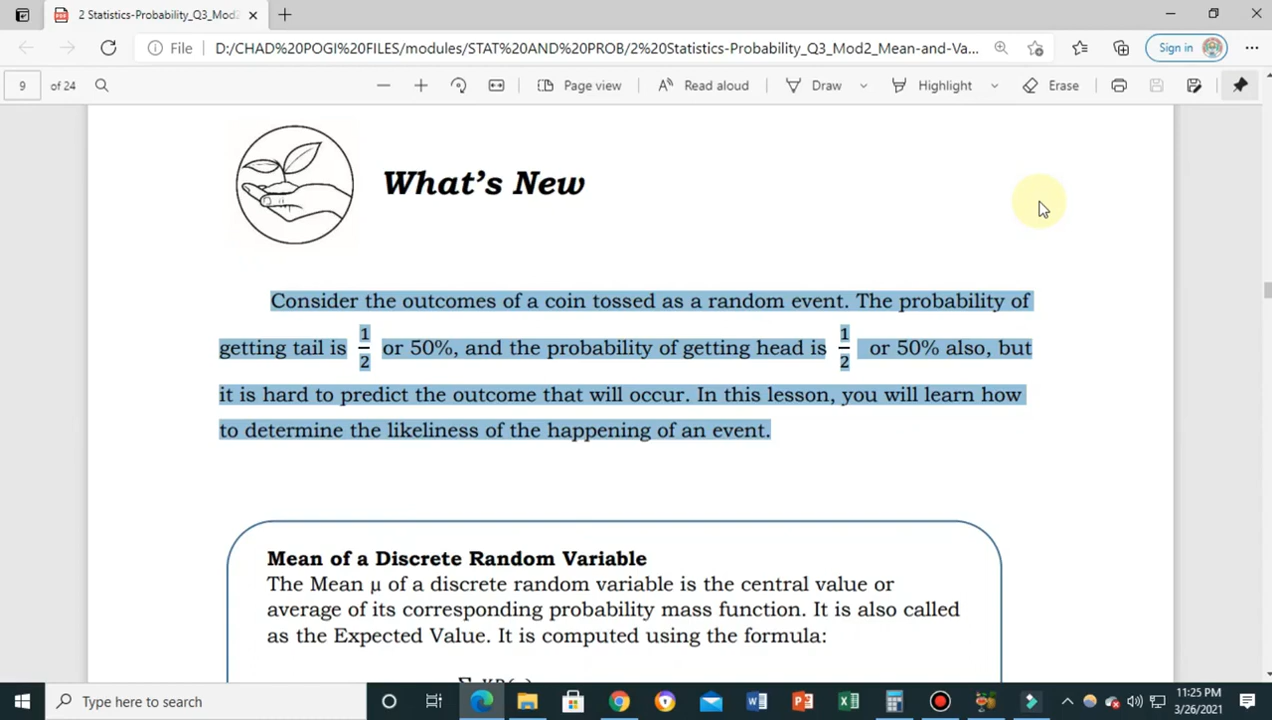 2 Statistics-Probability_Q3_Mod2
File
D:/CHAD%20POGI%20FILES/modules/STAT%20AND%20PROB/2%20Statistics-Probability_Q3_Mod2_Mean-and-Va...
Sign in
9 of 24
Page view
Read aloud
Draw
Highlight
Erase
What's New
Consider the outcomes of a coin tossed as a random event. The probability of
getting tail is 1/2 or 50%, and the probability of getting head is 1/2 or 50% also, but
it is hard to predict the outcome that will occur. In this lesson, you will learn how
to determine the likeliness of the happening of an event.
Mean of a Discrete Random Variable
The Mean µ of a discrete random variable is the central value or
average of its corresponding probability mass function. It is also called
as the Expected Value. It is computed using the formula:
Type here to search
11:25 PM
3/26/2021